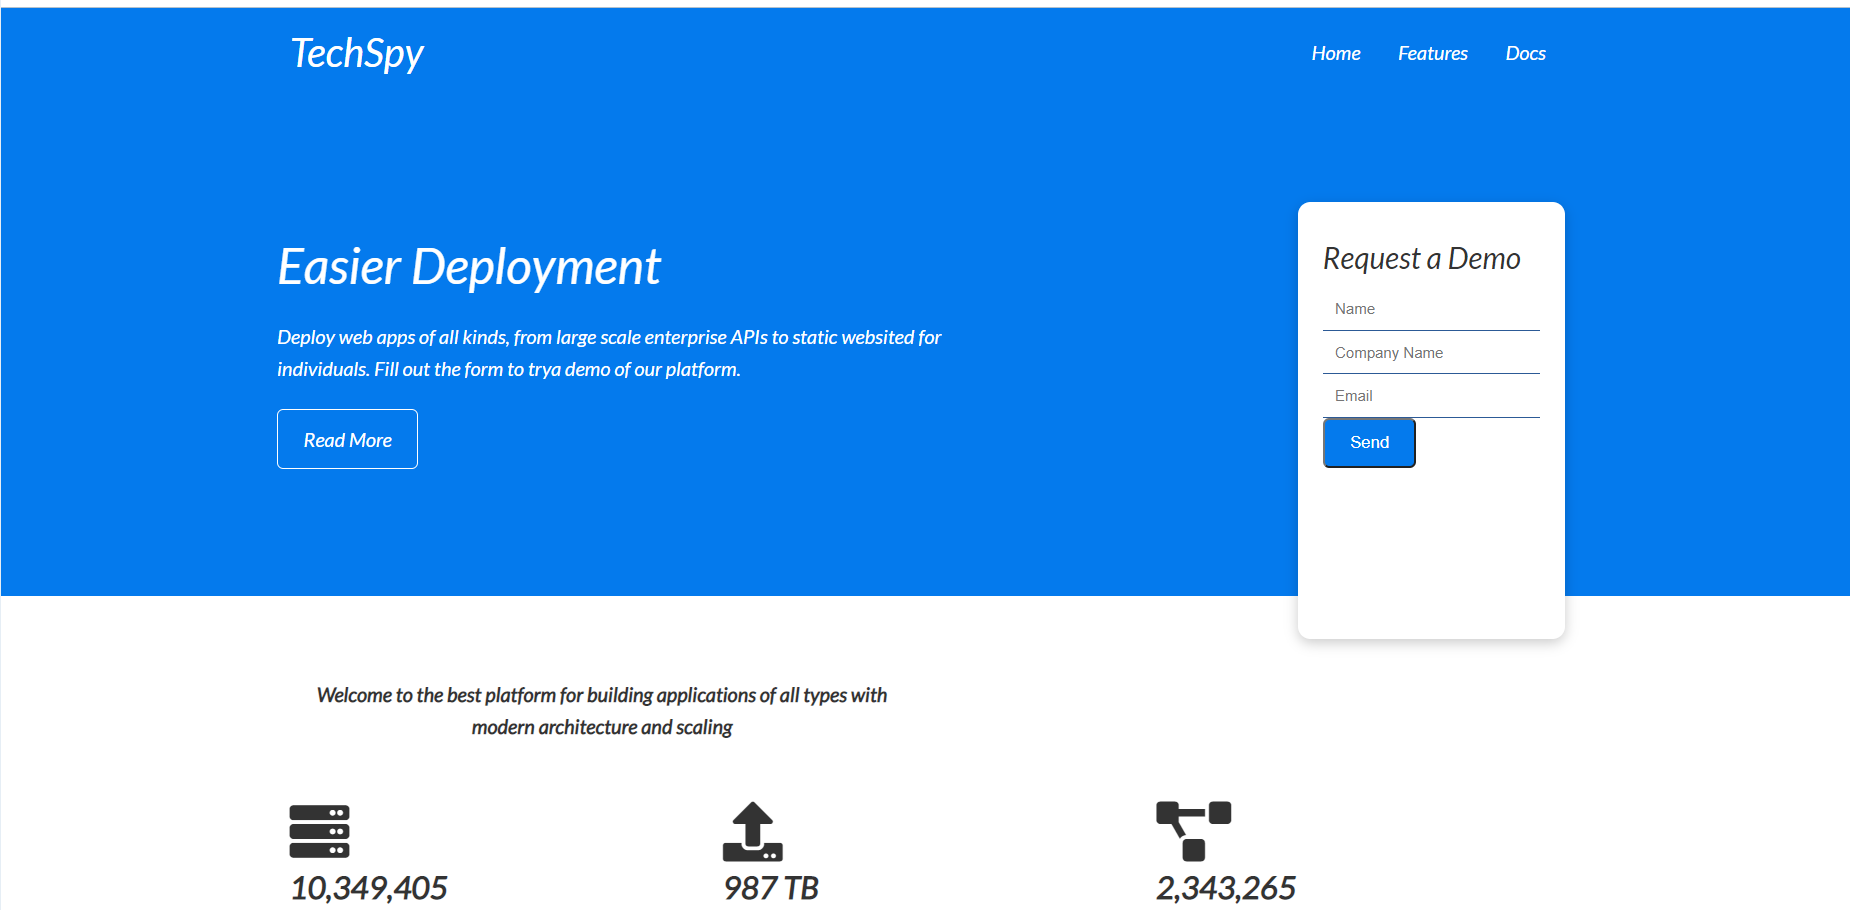 TechSpy
Home Features Docs
Easier Deployment
Deploy web apps of all kinds, from large scale enterprise APIs to static websited for
individuals. Fill out the form to trya demo of our platform.
Read More
Request a Demo
Name
Company Name
Email
Send
Welcome to the best platform for building applications of all types with
modern architecture and scaling
10,349,405
987 TB
2,343,265